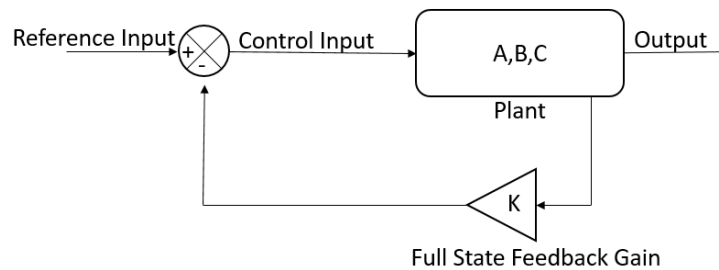 Reference Input
+
-
Control Input
A,B,C
Output
Plant
K
Full State Feedback Gain